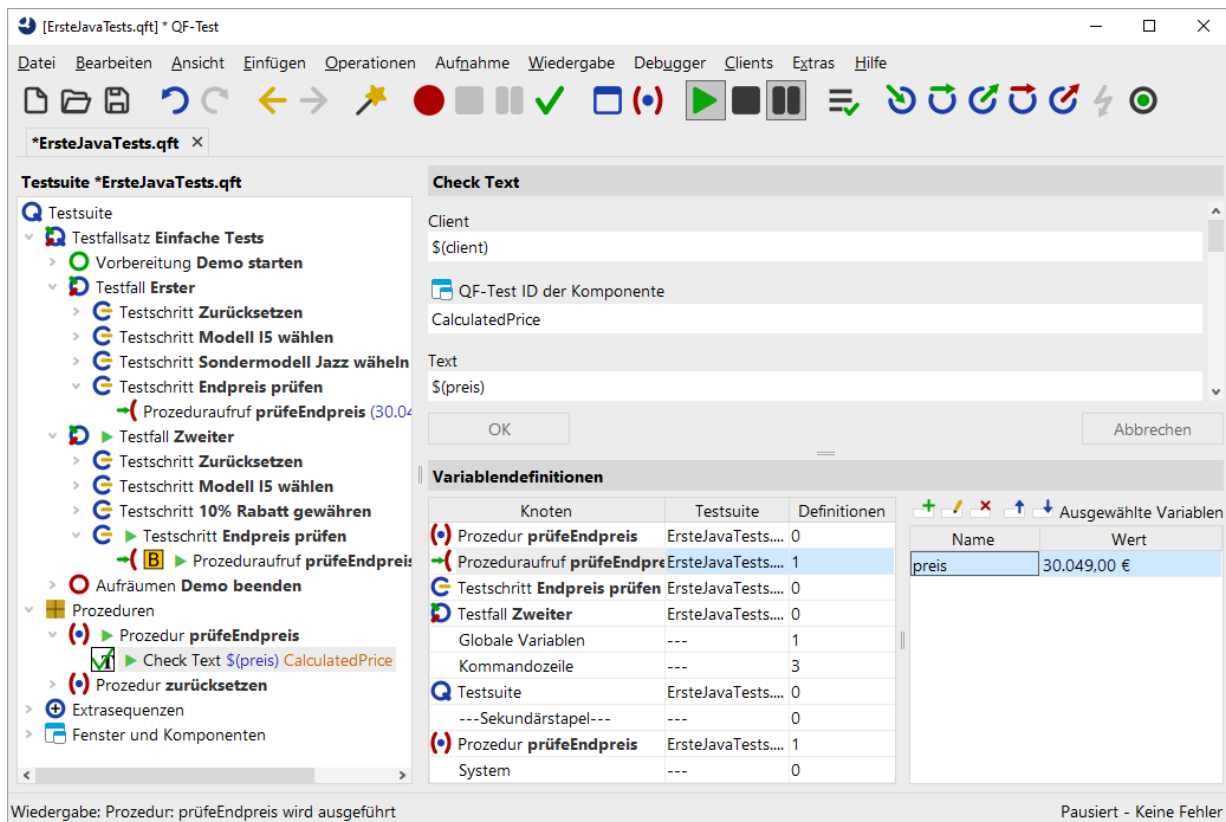 [ErsteJavaTests.qft] * QF-Test
Datei Bearbeiten Ansicht Einfügen Operationen Aufnahme Wiedergabe Debugger Clients Extras Hilfe
*ErsteJavaTests.qft
Testsuite *ErsteJavaTests.qft
Testsuite
Testfallsatz Einfache Tests
Vorbereitung Demo starten
Testfall Erster
Testschritt Zurücksetzen
Testschritt Modell I5 wählen
Testschritt Sondermodell Jazz wäheln
Testschritt Endpreis prüfen
Prozeduraufruf prüfeEndpreis (30.04
Testfall Zweiter
Testschritt Zurücksetzen
Testschritt Modell I5 wählen
Testschritt 10% Rabatt gewähren
Testschritt Endpreis prüfen
B Prozeduraufruf prüfeEndpreis
Aufräumen Demo beenden
Prozeduren
Prozedur prüfeEndpreis
Check Text $(preis) CalculatedPrice
Prozedur zurücksetzen
Extrasequenzen
Fenster und Komponenten
Check Text
Client
$(client)
QF-Test ID der Komponente
CalculatedPrice
Text
$(preis)
OK Abbrechen
Variablendefinitionen
Knoten Testsuite Definitionen
Prozedur prüfeEndpreis ErsteJavaTests.... 0
Prozeduraufruf prüfeEndpre ErsteJavaTests.... 1
Testschritt Endpreis prüfen ErsteJavaTests.... 0
Testfall Zweiter ErsteJavaTests.... 0
Globale Variablen --- 1
Kommandozeile --- 3
Testsuite ErsteJavaTests.... 0
---Sekundärstapel--- --- 0
Prozedur prüfeEndpreis ErsteJavaTests.... 1
System --- 0
Ausgewählte Variablen
Name Wert
preis 30.049,00 €
Wiedergabe: Prozedur: prüfeEndpreis wird ausgeführt
Pausiert - Keine Fehler